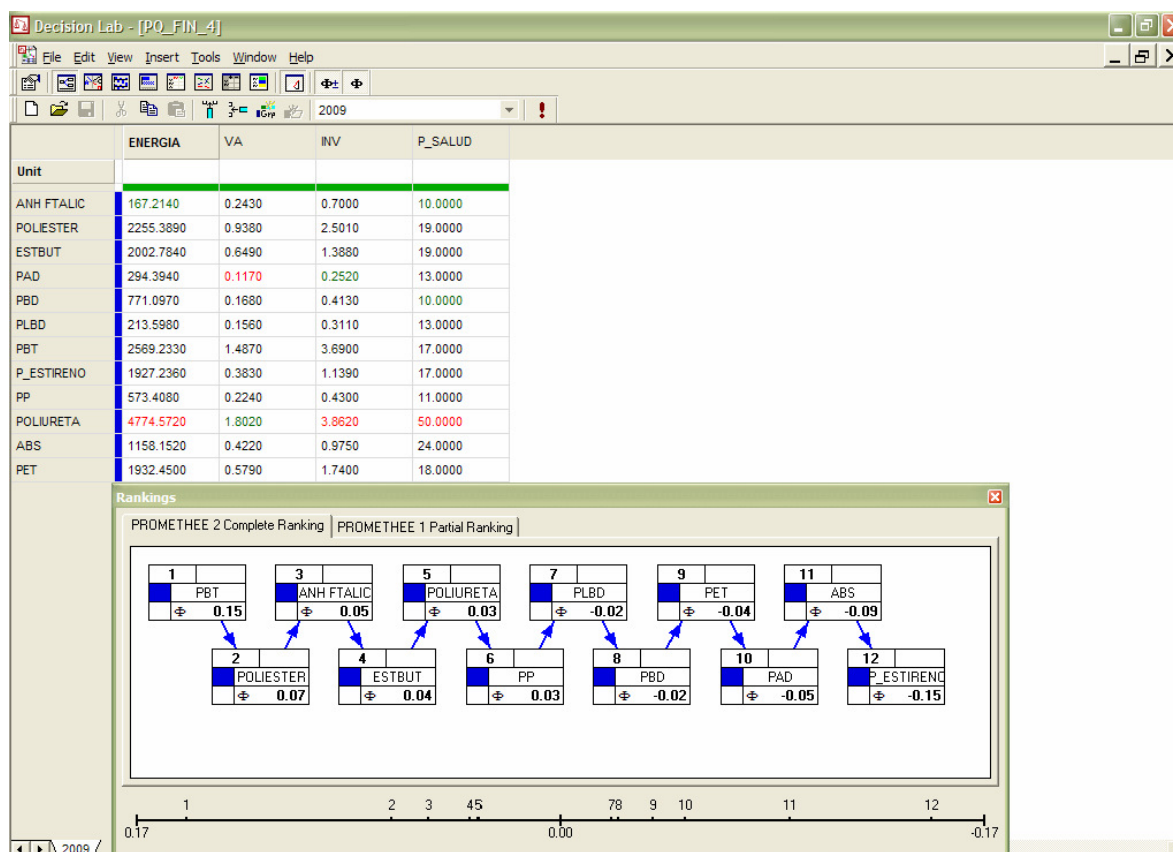 Decision Lab - [PQ_FIN_4]
File Edit View Insert Tools Window Help
Φ± Φ
Grp 2009
ENERGIA VA INV P_SALUD
Unit
ANH FTALIC 167.2140 0.2430 0.7000 10.0000
POLIESTER 2255.3890 0.9380 2.5010 19.0000
ESTBUT 2002.7840 0.6490 1.3880 19.0000
PAD 294.3940 0.1170 0.2520 13.0000
PBD 771.0970 0.1680 0.4130 10.0000
PLBD 213.5980 0.1560 0.3110 13.0000
PBT 2569.2330 1.4870 3.6900 17.0000
P_ESTIRENO 1927.2360 0.3830 1.1390 17.0000
PP 573.4080 0.2240 0.4300 11.0000
POLIURETA 4774.5720 1.8020 3.8620 50.0000
ABS 1158.1520 0.4220 0.9750 24.0000
PET 1932.4500 0.5790 1.7400 18.0000
Rankings
PROMETHEE 2 Complete Ranking PROMETHEE 1 Partial Ranking
1 3 5 7 9 11
PBT ANH FTALIC POLIURETA PLBD PET ABS
Φ 0.15 Φ 0.05 Φ 0.03 Φ -0.02 Φ -0.04 Φ -0.09
2 4 6 8 10 12
POLIESTER ESTBUT PP PBD PAD P_ESTIRENO
Φ 0.07 Φ 0.04 Φ 0.03 Φ -0.02 Φ -0.05 Φ -0.15
1 2 3 45 78 9 10 11 12
0.17 0.00 -0.17
2009